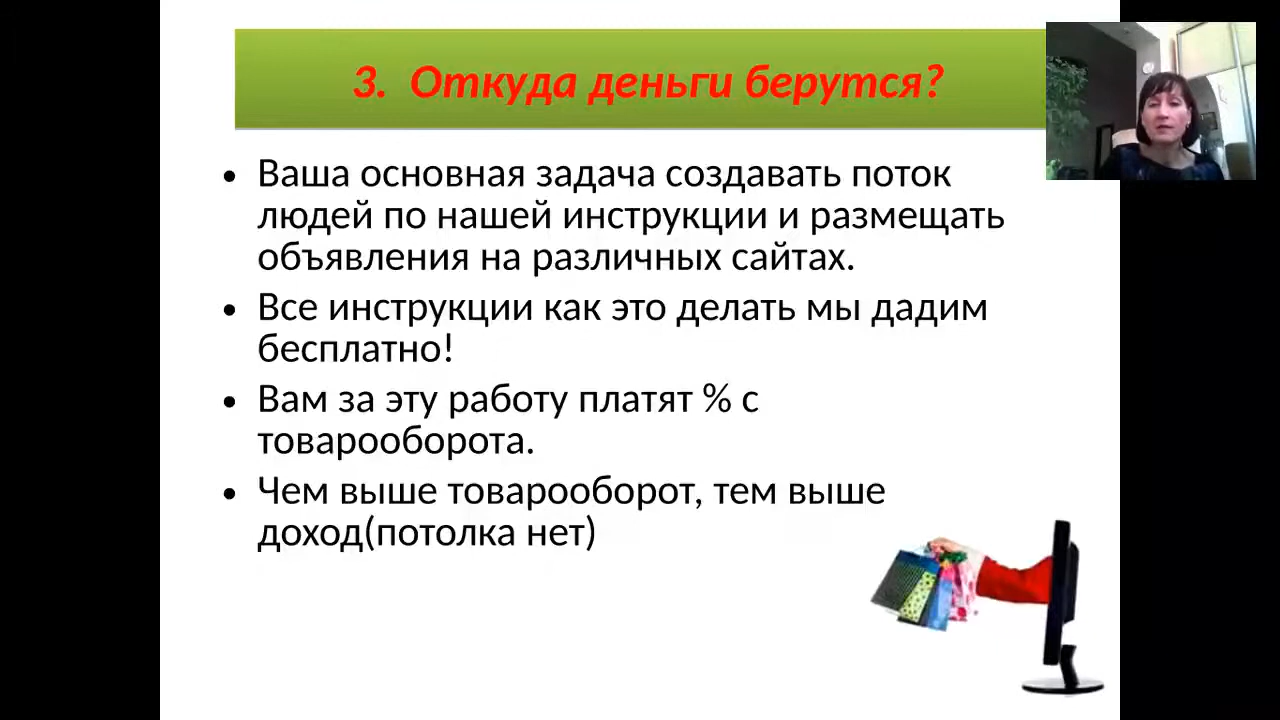 3. Откуда деньги берутся?
• Ваша основная задача создавать поток
людей по нашей инструкции и размещать
объявления на различных сайтах.
• Все инструкции как это делать мы дадим
бесплатно!
• Вам за эту работу платят % с
товарооборота.
• Чем выше товарооборот, тем выше
доход(потолка нет)